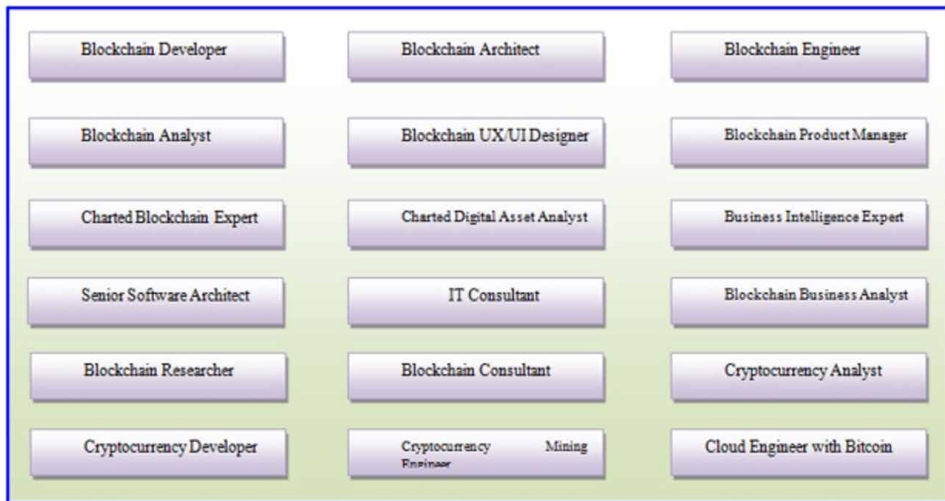 Blockchain Developer
Blockchain Architect
Blockchain Engineer
Blockchain Analyst
Blockchain UX/UI Designer
Blockchain Product Manager
Charted Blockchain Expert
Charted Digital Asset Analyst
Business Intelligence Expert
Senior Software Architect
IT Consultant
Blockchain Business Analyst
Blockchain Researcher
Blockchain Consultant
Cryptocurrency Analyst
Cryptocurrency Developer
Cryptocurrency Mining
Engineer
Cloud Engineer with Bitcoin